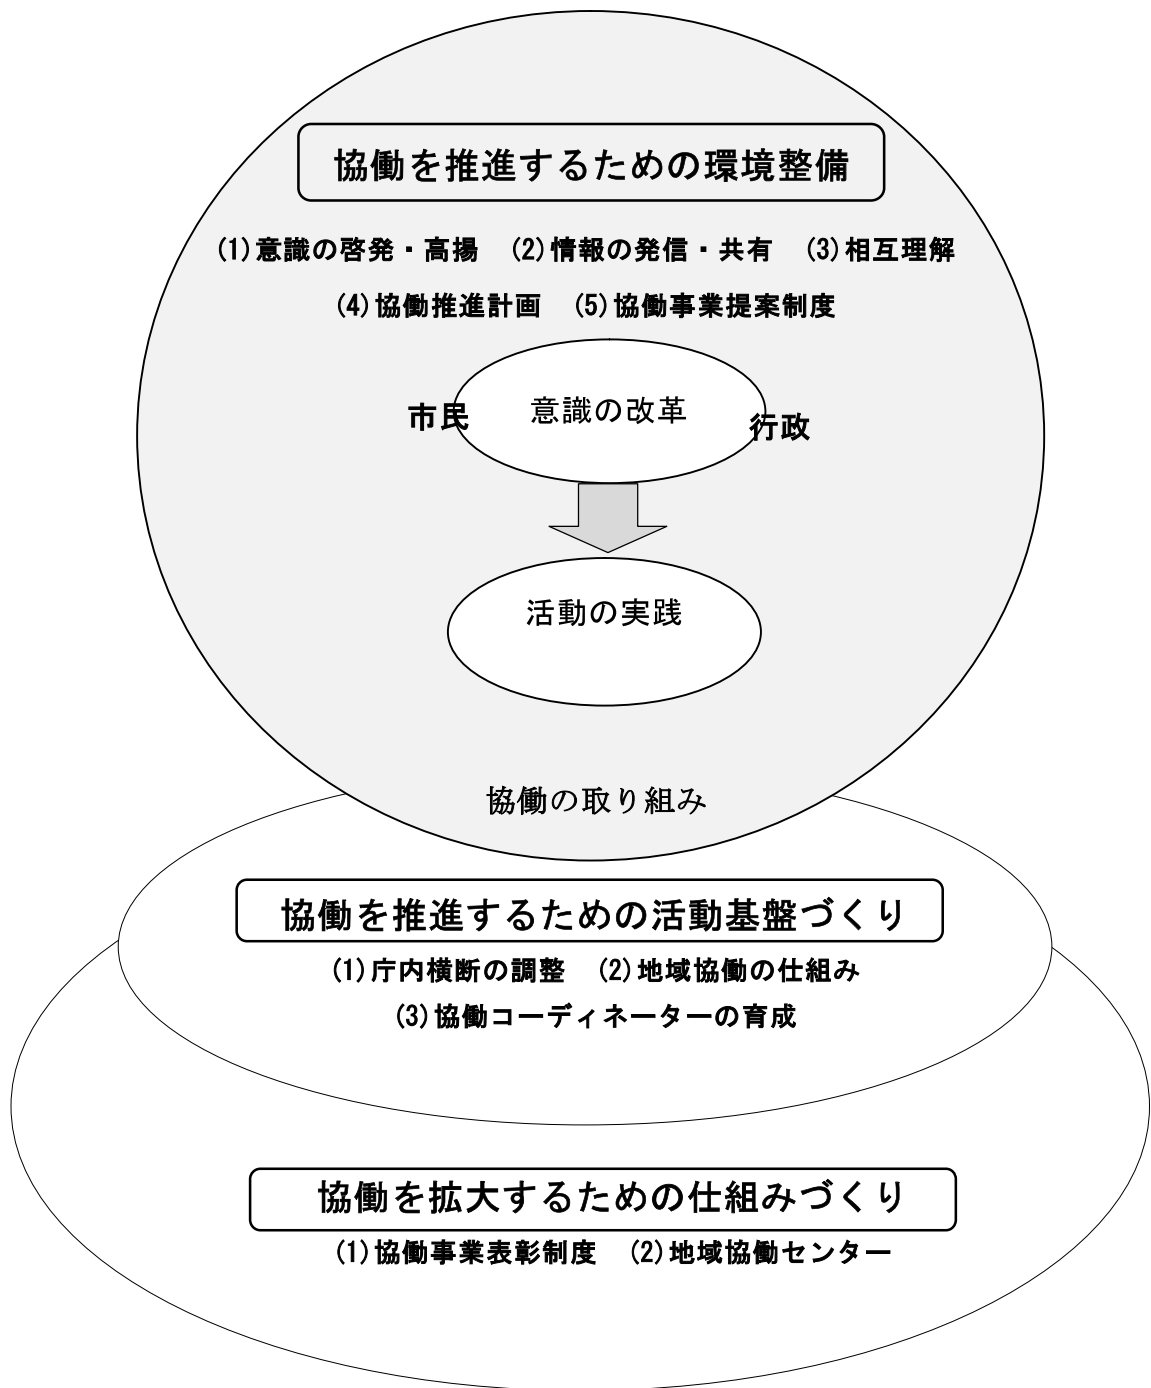 協働を推進するための環境整備
(1)意識の啓発・高揚　(2)情報の発信・共有　(3)相互理解
(4)協働推進計画　(5)協働事業提案制度
市民
意識の改革
行政
活動の実践
協働の取り組み
協働を推進するための活動基盤づくり
(1)庁内横断の調整　(2)地域協働の仕組み
(3)協働コーディネーターの育成
協働を拡大するための仕組みづくり
(1)協働事業表彰制度　(2)地域協働センター